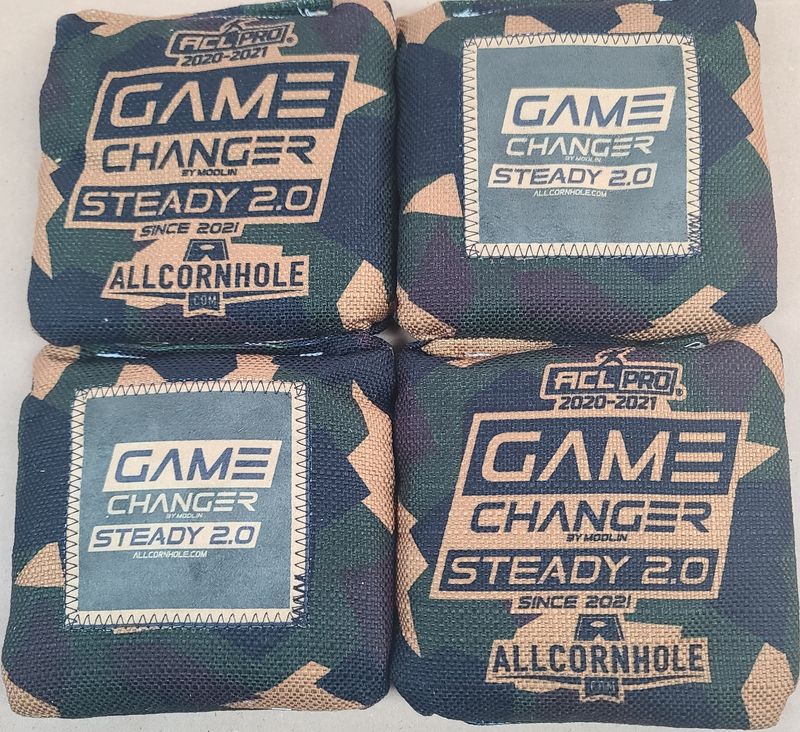 ACL PRO®
2020-2021
GAME
CHANGER
BY MODLIN
STEADY 2.0
SINCE 2021
ALLCORNHOLE
.COM
GAME
CHANGER
BY MODLIN
STEADY 2.0
ALLCORNHOLE.COM
GAME
CHANGER
BY MODLIN
STEADY 2.0
ALLCORNHOLE.COM
ACL PRO®
2020-2021
GAME
CHANGER
BY MODLIN
STEADY 2.0
SINCE 2021
ALLCORNHOLE
.COM